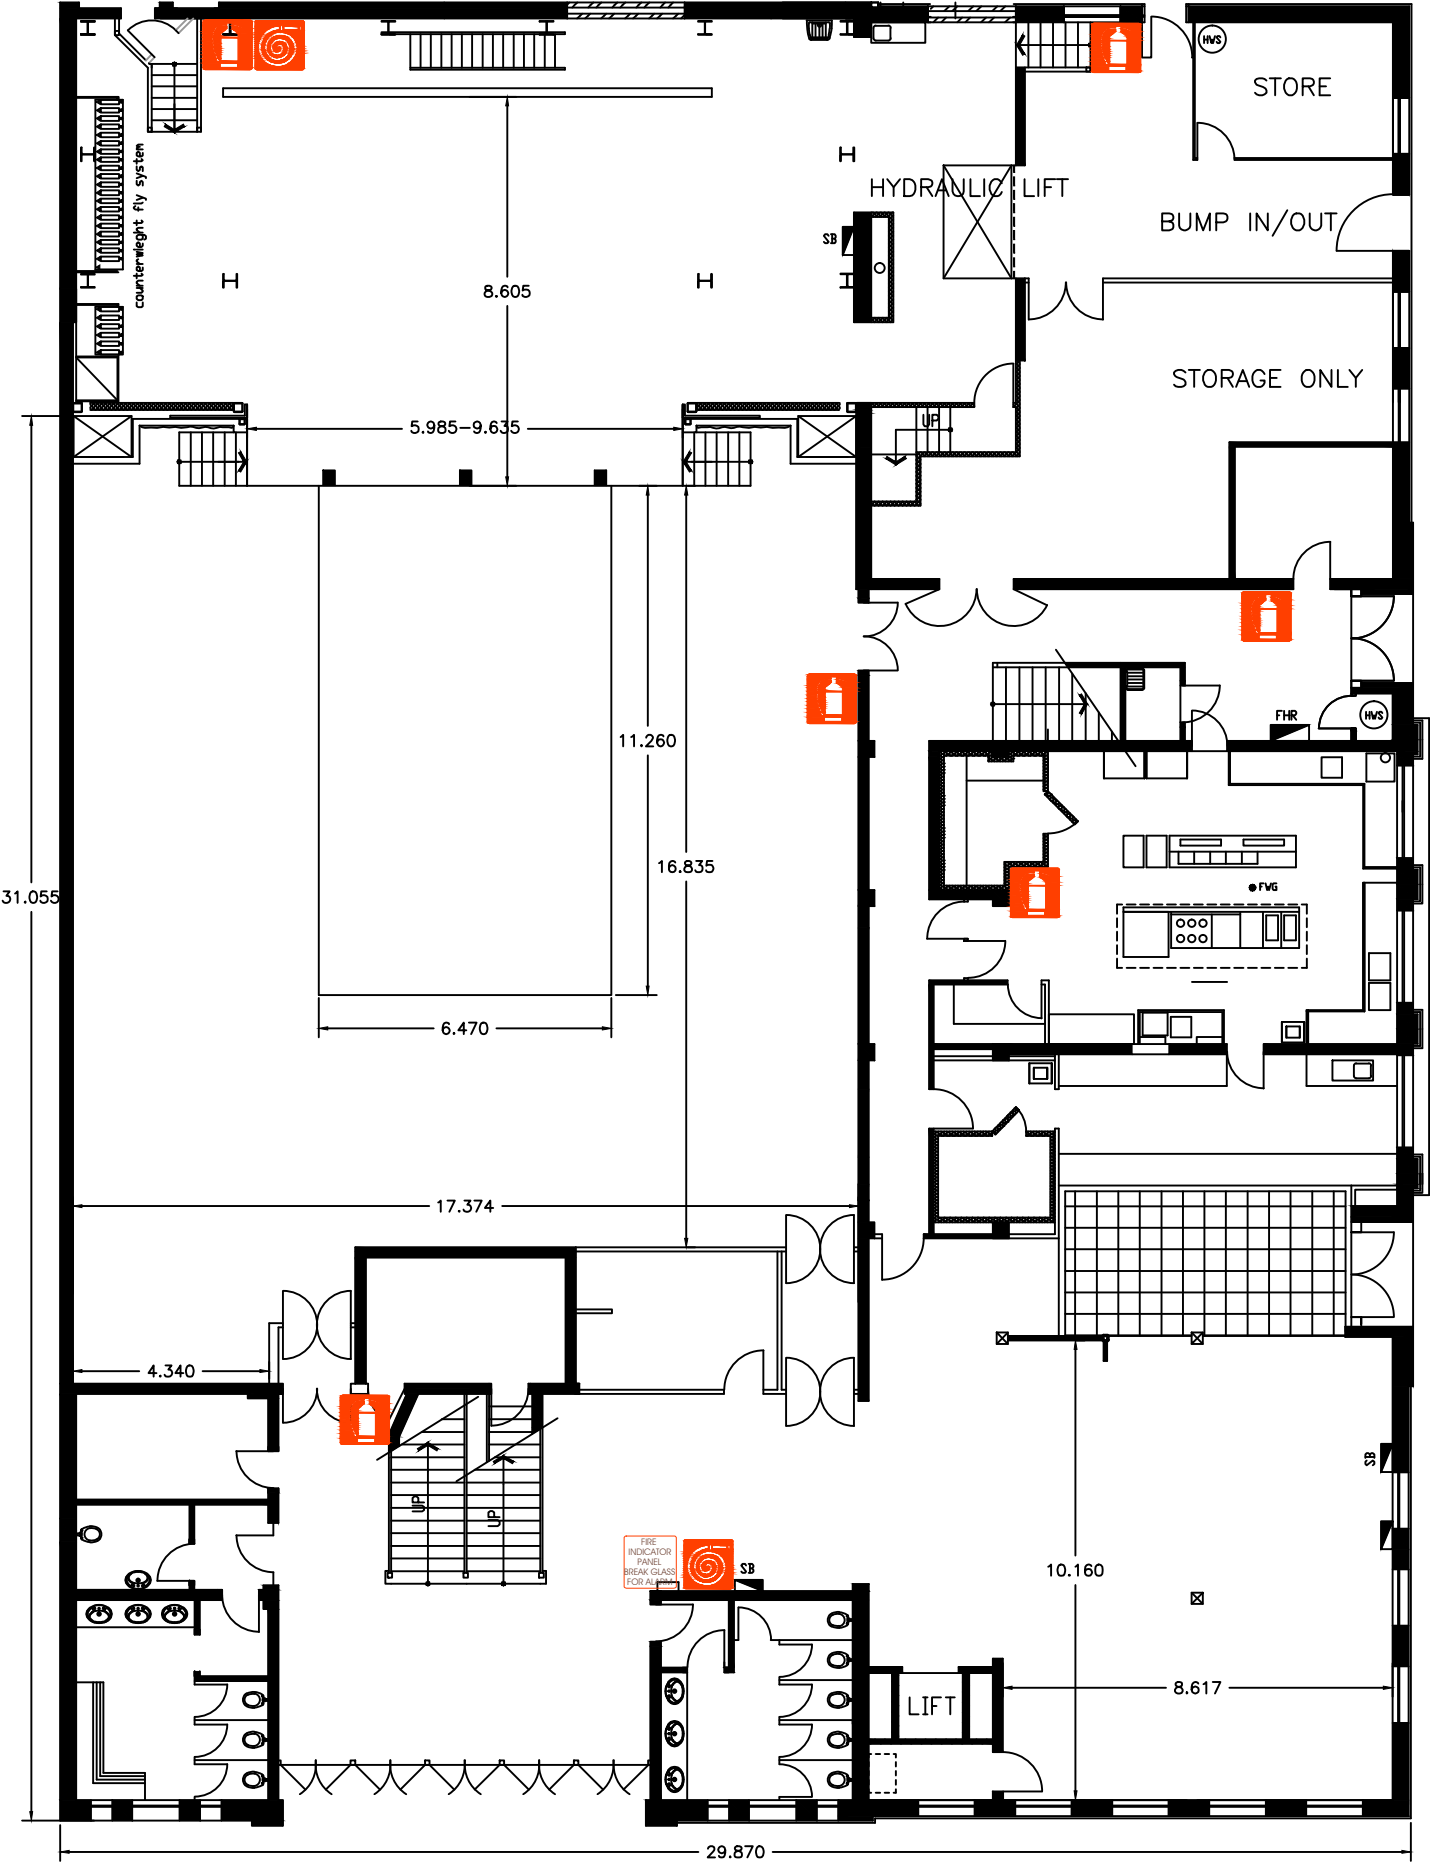 HWS
STORE
counterwieght fly system
HYDRAULIC LIFT
BUMP IN/OUT
SB
8.605
STORAGE ONLY
5.985-9.635
UP
FHR
HWS
11.260
16.835
31.055
FWG
6.470
17.374
4.340
SB
UP
UP
FIRE
INDICATOR
PANEL
BREAK GLASS
FOR ALARM
SB
10.160
8.617
LIFT
29.870